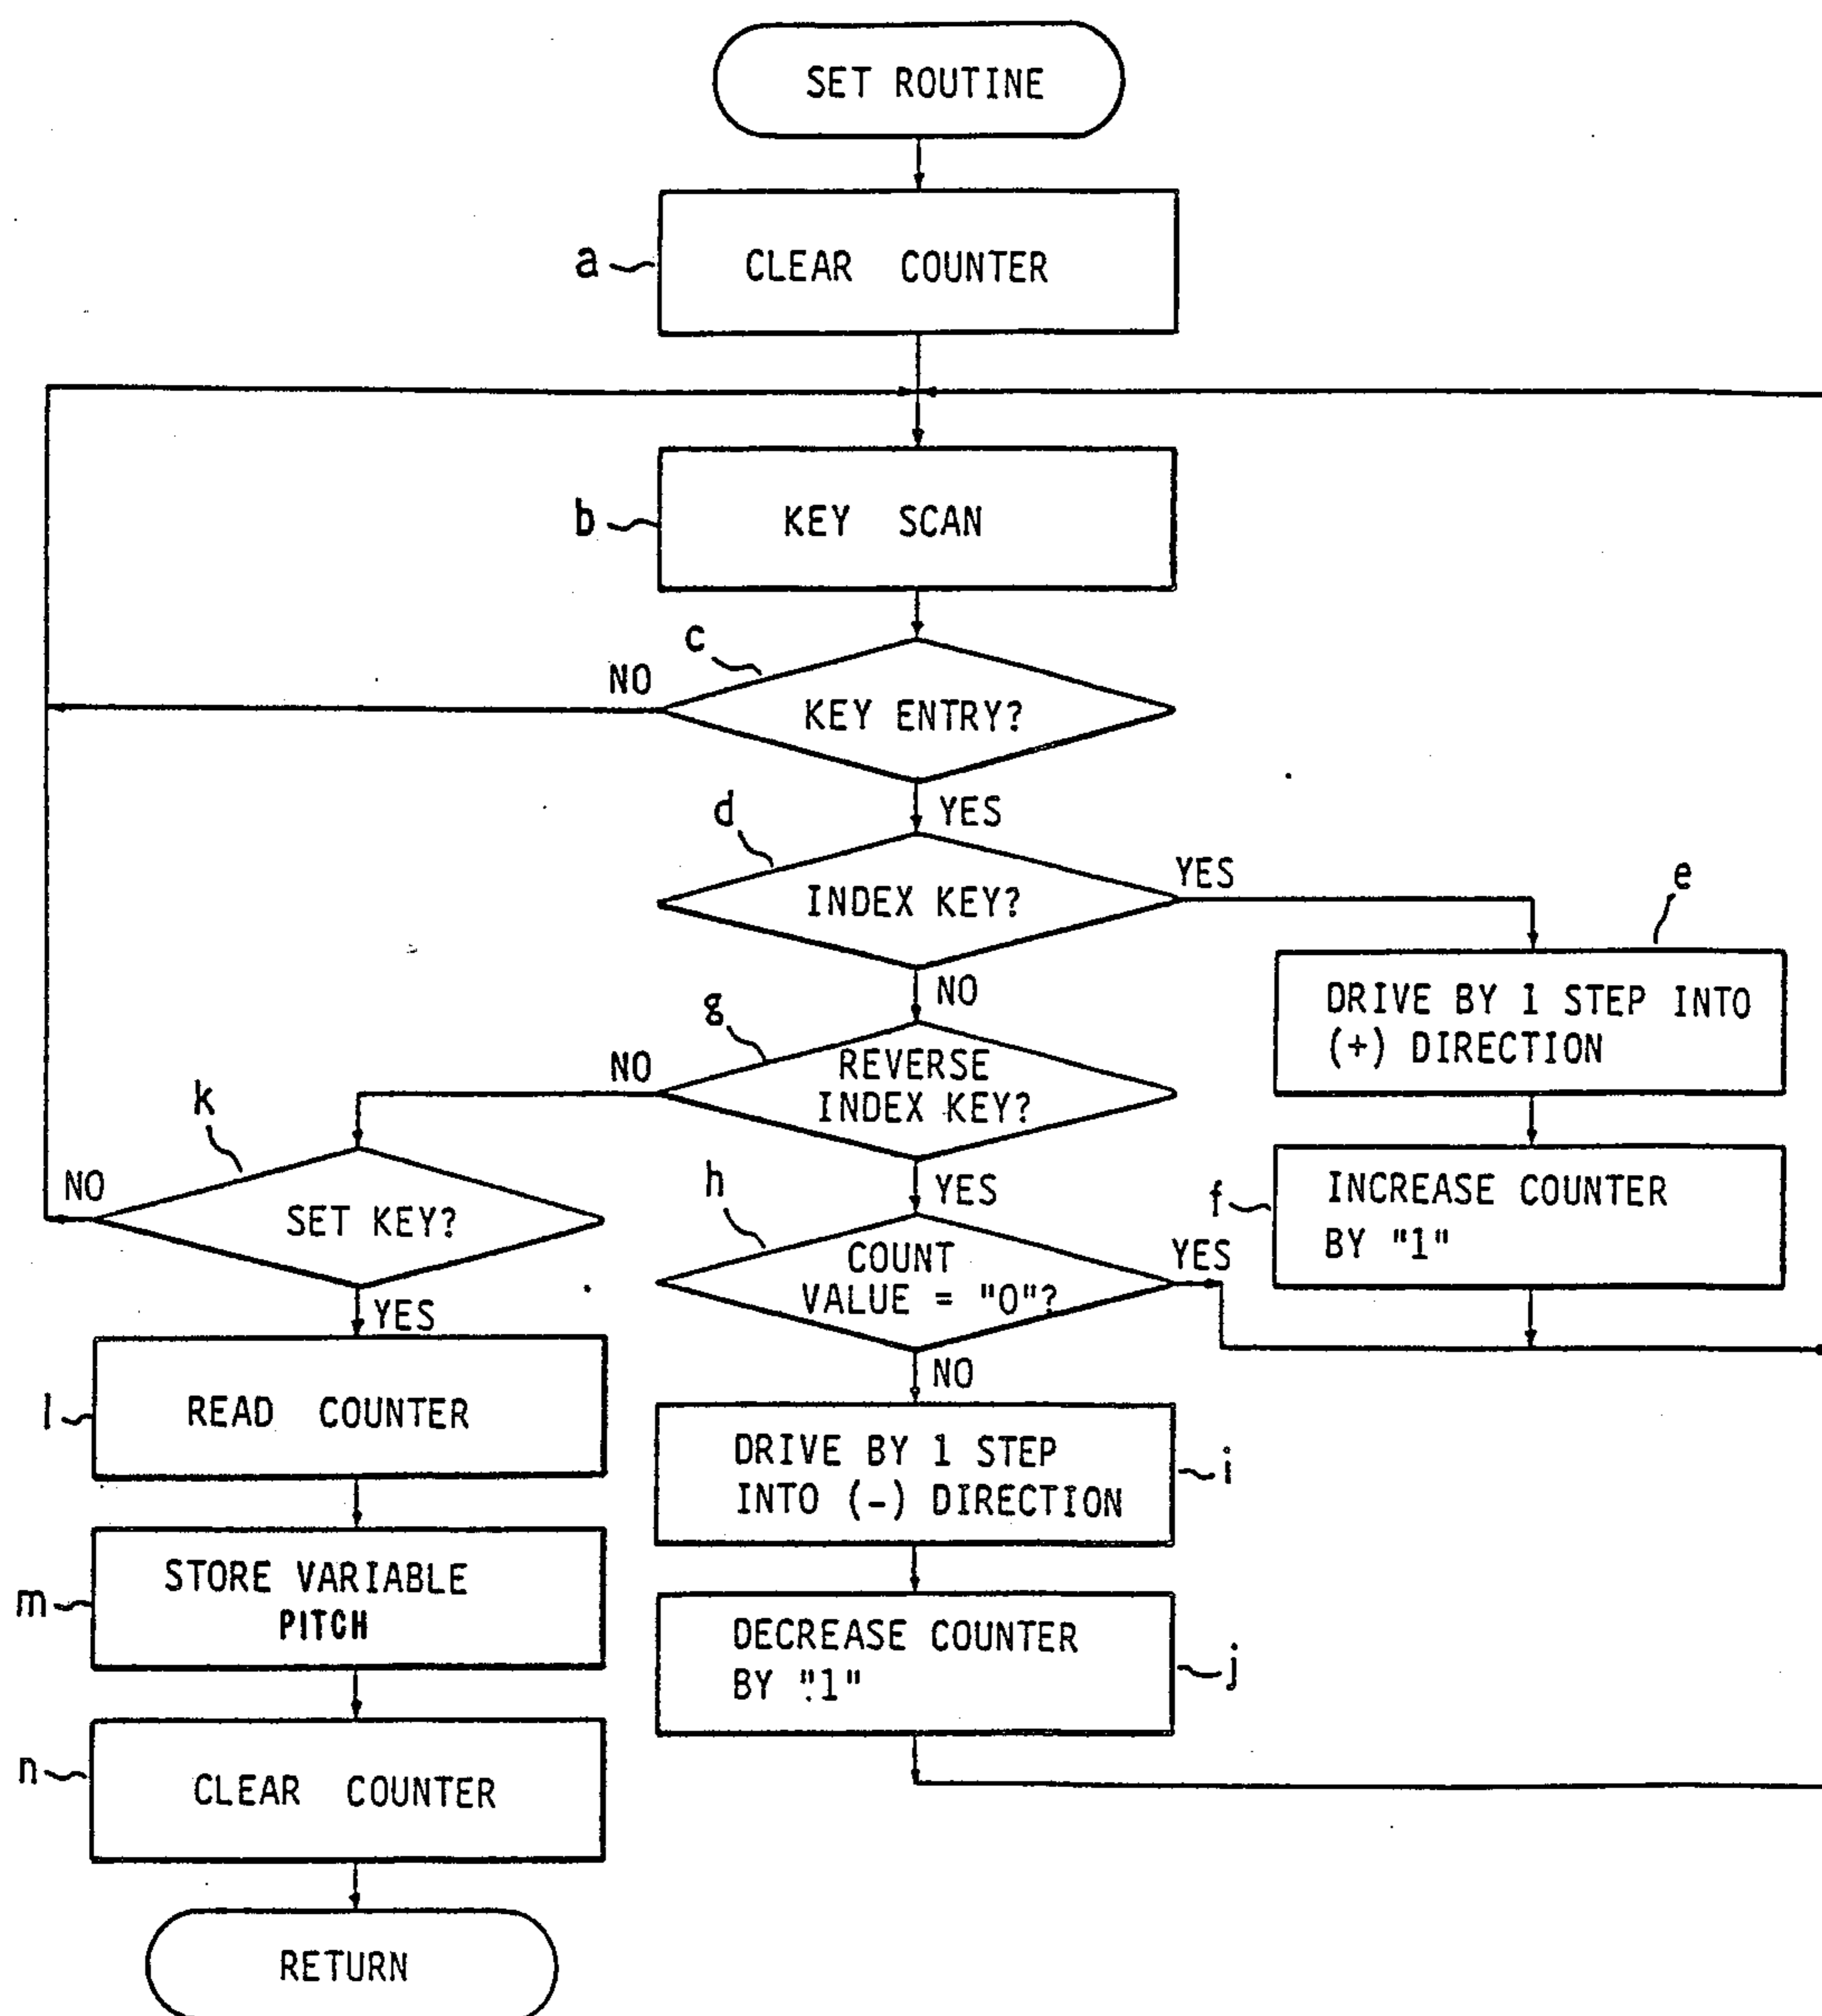 SET ROUTINE
a
CLEAR COUNTER
b
KEY SCAN
c
NO
KEY ENTRY?
YES
d
INDEX KEY?
YES
e
DRIVE BY 1 STEP INTO
(+) DIRECTION
NO
g
REVERSE
INDEX KEY?
NO
k
NO
SET KEY?
YES
h
COUNT
VALUE = "0"?
YES
f
INCREASE COUNTER
BY "1"
YES
l
READ COUNTER
NO
DRIVE BY 1 STEP
INTO (-) DIRECTION
i
m
STORE VARIABLE
PITCH
DECREASE COUNTER
BY "1"
j
n
CLEAR COUNTER
RETURN